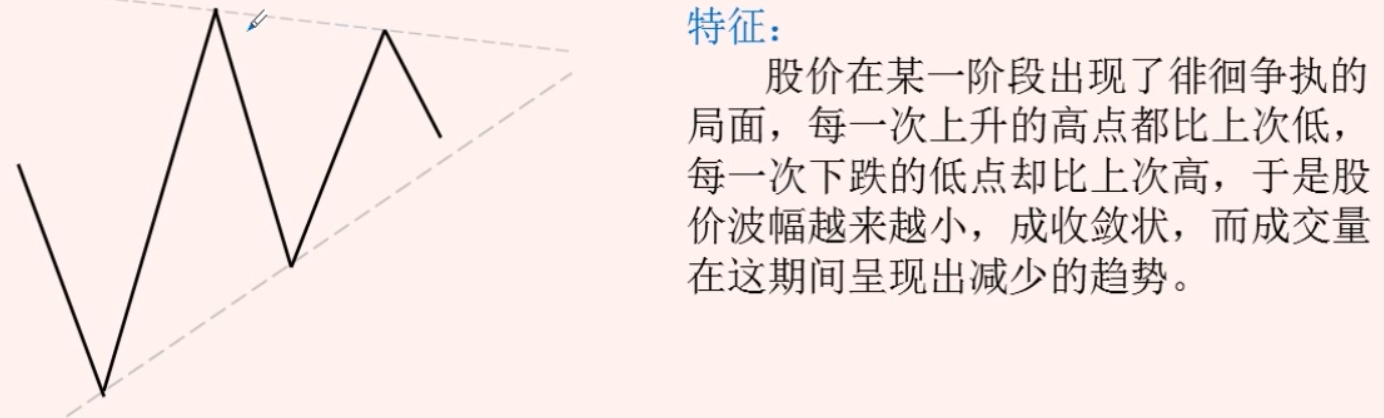 特征：
股价在某一阶段出现了徘徊争执的
局面，每一次上升的高点都比上次低，
每一次下跌的低点却比上次高，于是股
价波幅越来越小，成收敛状，而成交量
在这期间呈现出减少的趋势。